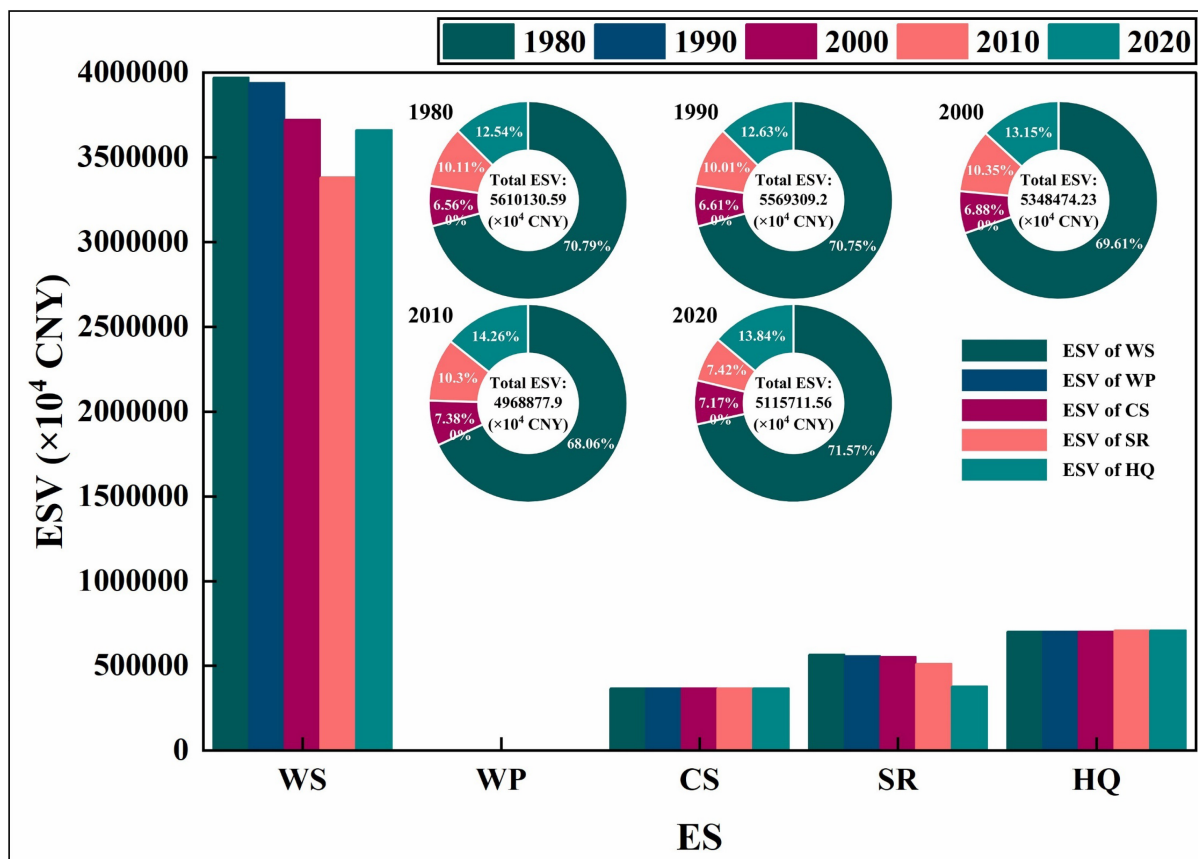 1980 1990 2000 2010 2020
ESV (×10⁴ CNY)
4000000
3500000
3000000
2500000
2000000
1500000
1000000
500000
0
1980
12.54%
10.11%
6.56%
0%
70.79%
Total ESV:
5610130.59
(×10⁴ CNY)
1990
12.63%
10.01%
6.61%
0%
70.75%
Total ESV:
5569309.2
(×10⁴ CNY)
2000
13.15%
10.35%
6.88%
0%
69.61%
Total ESV:
5348474.23
(×10⁴ CNY)
2010
14.26%
10.3%
7.38%
0%
68.06%
Total ESV:
4968877.9
(×10⁴ CNY)
2020
13.84%
7.42%
7.17%
0%
71.57%
Total ESV:
5115711.56
(×10⁴ CNY)
ESV of WS
ESV of WP
ESV of CS
ESV of SR
ESV of HQ
WS WP CS SR HQ
ES